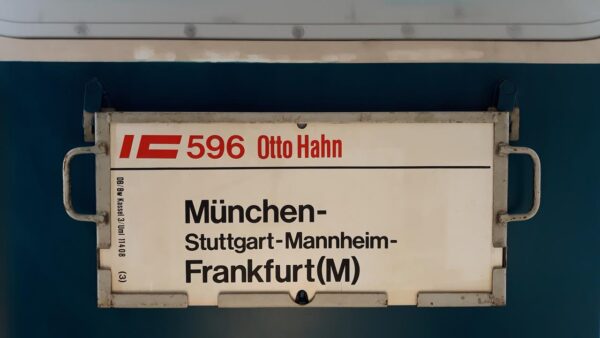 IC 596 Otto Hahn
München-
Stuttgart-Mannheim-
Frankfurt(M)